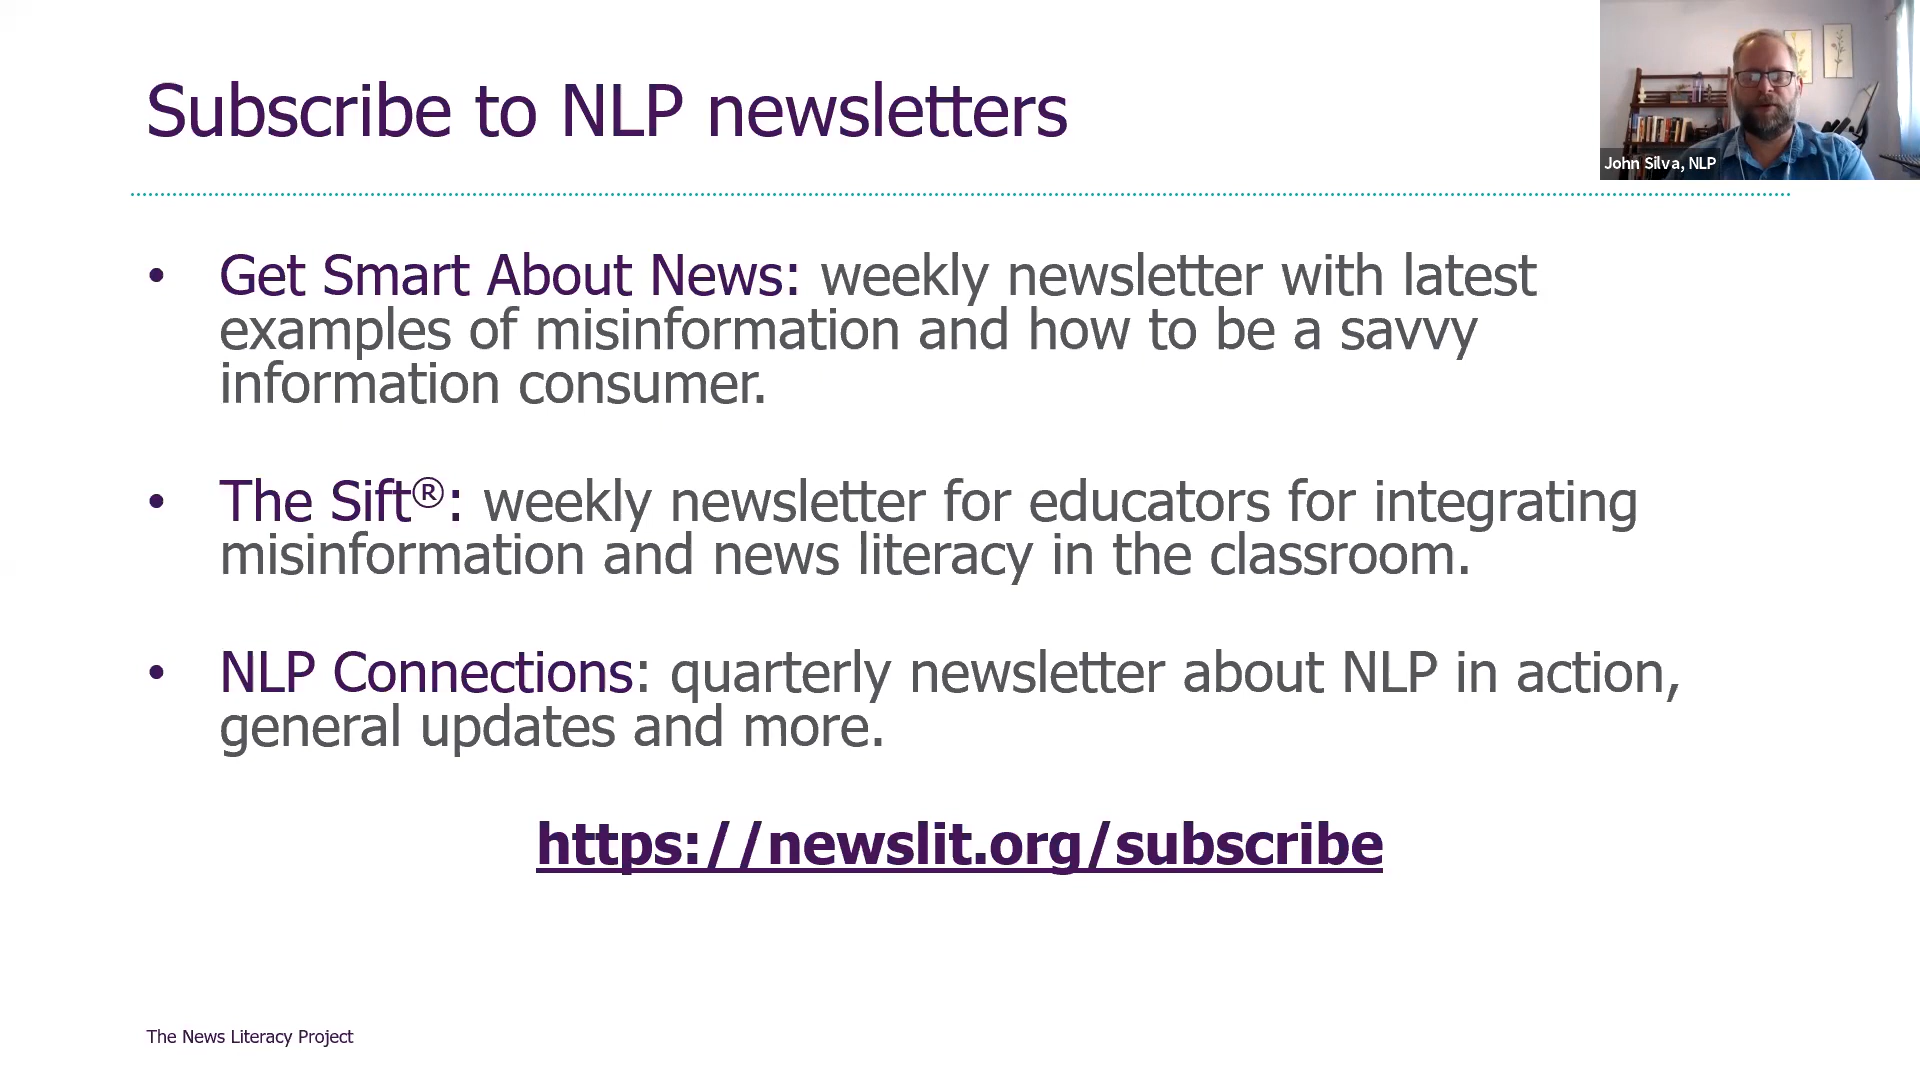 Subscribe to NLP newsletters
John Silva, NLP
• Get Smart About News: weekly newsletter with latest
examples of misinformation and how to be a savvy
information consumer.
• The Sift®: weekly newsletter for educators for integrating
misinformation and news literacy in the classroom.
• NLP Connections: quarterly newsletter about NLP in action,
general updates and more.
https://newslit.org/subscribe
The News Literacy Project